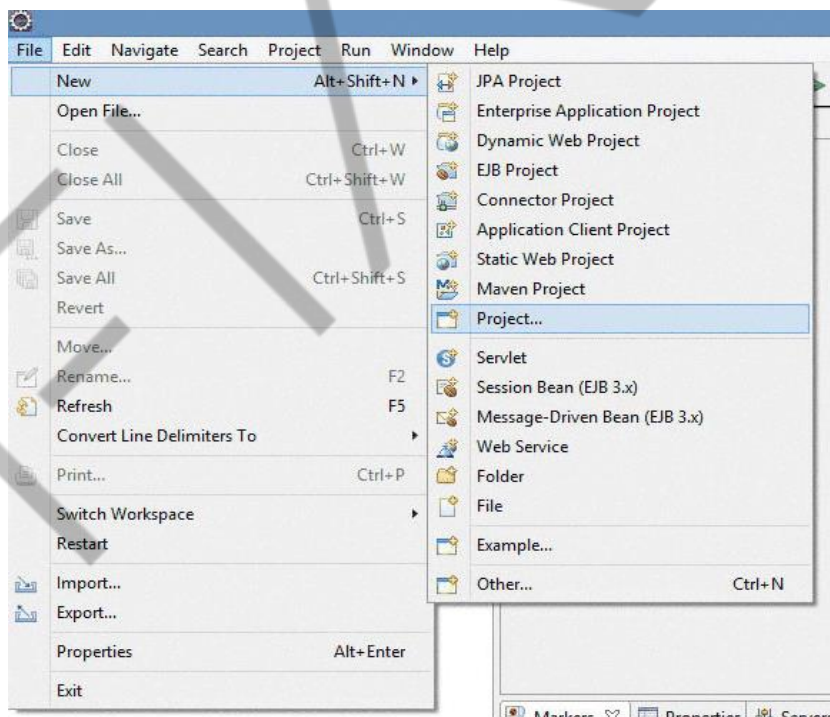 File Edit Navigate Search Project Run Window Help
New Alt+Shift+N
Open File...
Close Ctrl+W
Close All Ctrl+Shift+W
Save Ctrl+S
Save As...
Save All Ctrl+Shift+S
Revert
Move...
Rename... F2
Refresh F5
Convert Line Delimiters To
Print... Ctrl+P
Switch Workspace
Restart
Import...
Export...
Properties Alt+Enter
Exit
JPA Project
Enterprise Application Project
Dynamic Web Project
EJB Project
Connector Project
Application Client Project
Static Web Project
Maven Project
Project...
Servlet
Session Bean (EJB 3.x)
Message-Driven Bean (EJB 3.x)
Web Service
Folder
File
Example...
Other... Ctrl+N
Markers Properties